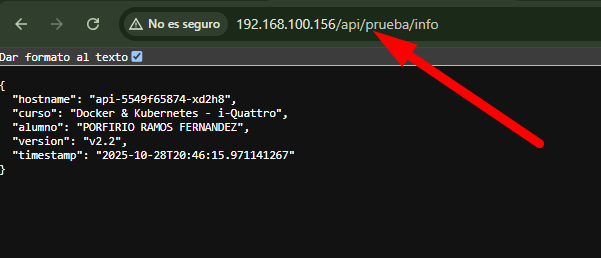 No es seguro 192.168.100.156/api/prueba/info
Dar formato al texto
{
"hostname": "api-5549f65874-xd2h8",
"curso": "Docker & Kubernetes - i-Quattro",
"alumno": "PORFIRIO RAMOS FERNANDEZ",
"version": "v2.2",
"timestamp": "2025-10-28T20:46:15.971141267"
}